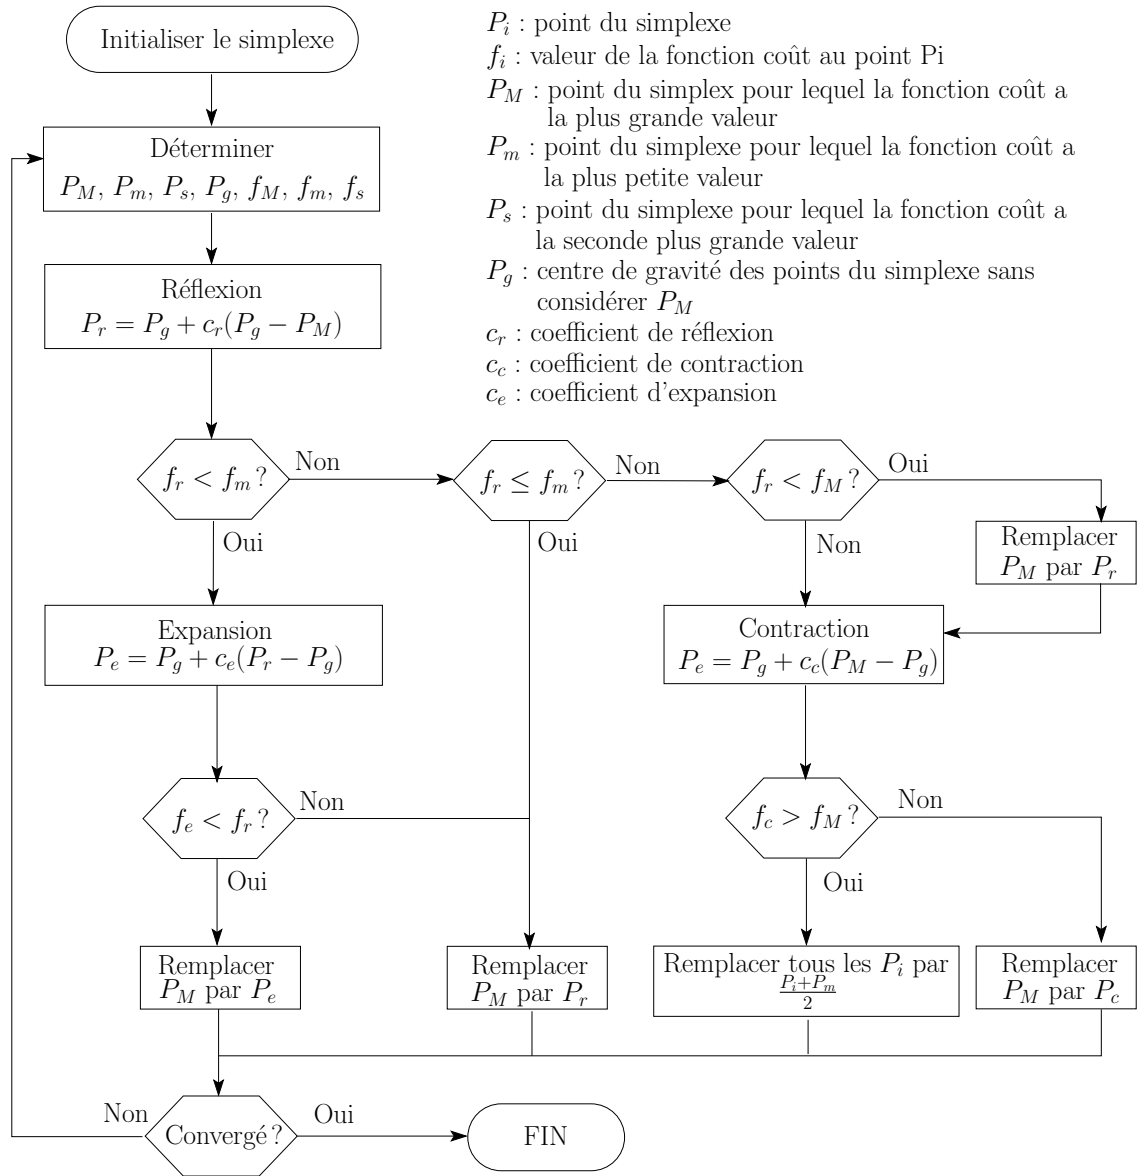 Initialiser le simplexe
P_i : point du simplexe
f_i : valeur de la fonction coût au point Pi
P_M : point du simplex pour lequel la fonction coût a
la plus grande valeur
P_m : point du simplexe pour lequel la fonction coût a
la plus petite valeur
P_s : point du simplexe pour lequel la fonction coût a
la seconde plus grande valeur
P_g : centre de gravité des points du simplexe sans
considérer P_M
c_r : coefficient de réflexion
c_c : coefficient de contraction
c_e : coefficient d'expansion
Déterminer
P_M, P_m, P_s, P_g, f_M, f_m, f_s
Réflexion
P_r = P_g + c_r(P_g − P_M)
f_r < f_m ?
Non
Oui
f_r ≤ f_m ?
Non
Oui
f_r < f_M ?
Oui
Non
Remplacer
P_M par P_r
Expansion
P_e = P_g + c_e(P_r − P_g)
Contraction
P_e = P_g + c_c(P_M − P_g)
f_e < f_r ?
Non
Oui
f_c > f_M ?
Non
Oui
Remplacer
P_M par P_e
Remplacer
P_M par P_r
Remplacer tous les P_i par
(P_i+P_m)/2
Remplacer
P_M par P_c
Non
Convergé ?
Oui
FIN